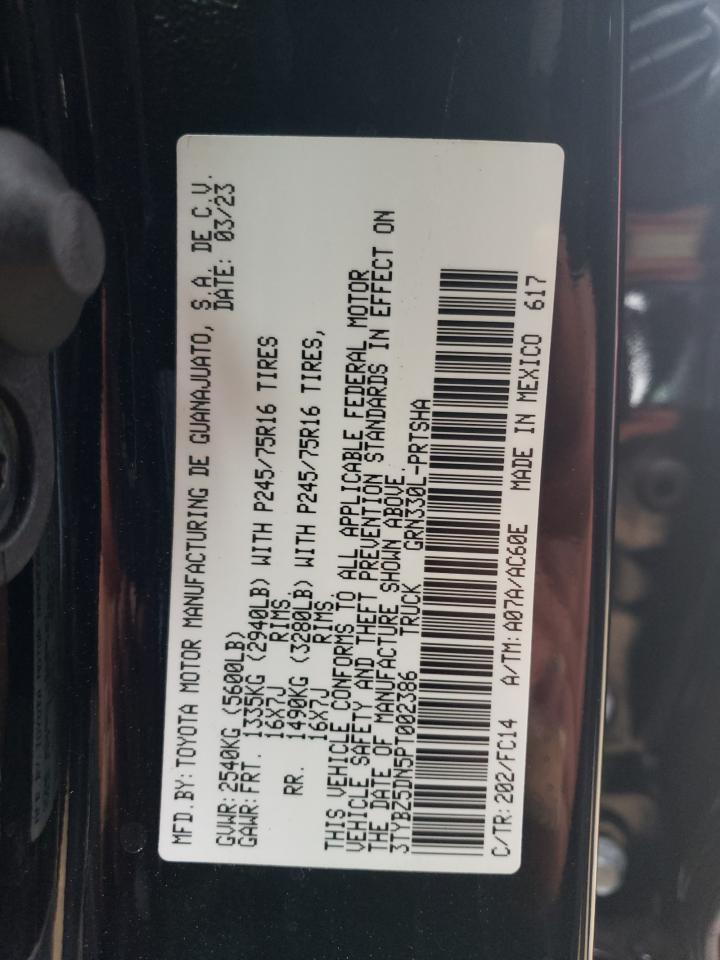 MFD.BY:TOYOTA MOTOR MANUFACTURING DE GUANAJUATO, S.A. DE C.V.
DATE: 03/23
GVWR:2540KG (5600LB)
GAWR:FRT. 1335KG (2940LB) WITH P245/75R16 TIRES
16X7J RIMS,
RR. 1490KG (3280LB) WITH P245/75R16 TIRES,
16X7J RIMS.
THIS VEHICLE CONFORMS TO ALL APPLICABLE FEDERAL MOTOR
VEHICLE SAFETY AND THEFT PREVENTION STANDARDS IN EFFECT ON
THE DATE OF MANUFACTURE SHOWN ABOVE.
3TYBZ5DN5PT002386 TRUCK GRN330L-PRTSHA
C/TR:202/FC14 A/TM:A07A/AC60E MADE IN MEXICO 617